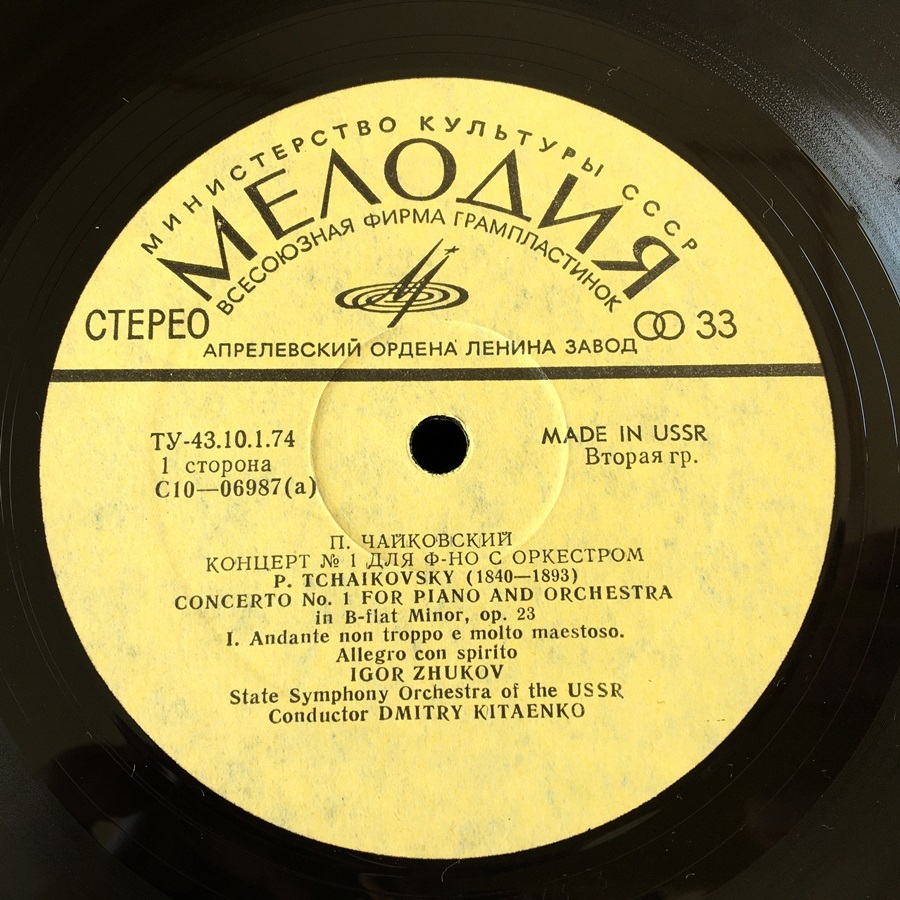 МИНИСТЕРСТВО КУЛЬТУРЫ СССР
МЕЛОДИЯ
ВСЕСОЮЗНАЯ ФИРМА ГРАМПЛАСТИНОК
СТЕРЕО
33
АПРЕЛЕВСКИЙ ОРДЕНА ЛЕНИНА ЗАВОД
ТУ-43.10.1.74
1 сторона
С10—06987(а)
MADE IN USSR
Вторая гр.
П. ЧАЙКОВСКИЙ
КОНЦЕРТ № 1 ДЛЯ Ф-НО С ОРКЕСТРОМ
P. TCHAIKOVSKY (1840—1893)
CONCERTO No. 1 FOR PIANO AND ORCHESTRA
in B-flat Minor, op. 23
I. Andante non troppo e molto maestoso.
Allegro con spirito
IGOR ZHUKOV
State Symphony Orchestra of the USSR
Conductor DMITRY KITAENKO